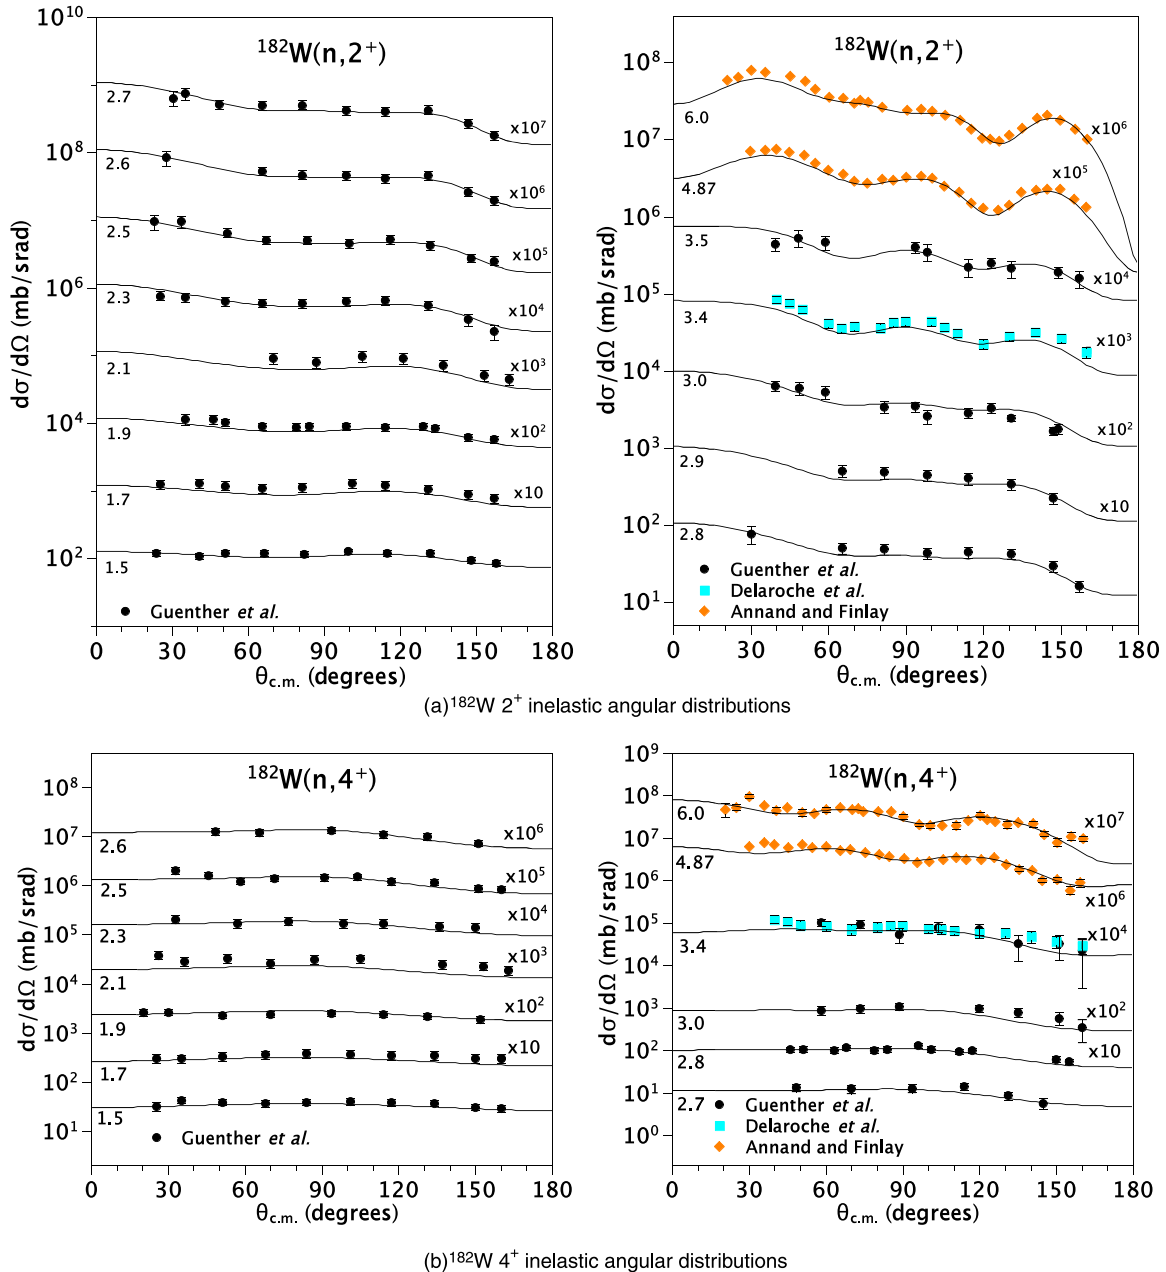 ¹⁸²W(n,2⁺)
dσ/dΩ (mb/srad)
10¹⁰
10⁸
10⁶
10⁴
10²
2.7
x10⁷
2.6
x10⁶
2.5
x10⁵
2.3
x10⁴
2.1
x10³
1.9
x10²
1.7
x10
1.5
Guenther et al.
0 30 60 90 120 150 180
θc.m. (degrees)
¹⁸²W(n,2⁺)
dσ/dΩ (mb/srad)
10⁸
10⁷
10⁶
10⁵
10⁴
10³
10²
10¹
6.0
x10⁶
4.87
x10⁵
3.5
x10⁴
3.4
x10³
3.0
x10²
2.9
x10
2.8
Guenther et al.
Delaroche et al.
Annand and Finlay
0 30 60 90 120 150 180
θc.m. (degrees)
(a)¹⁸²W 2⁺ inelastic angular distributions
¹⁸²W(n,4⁺)
dσ/dΩ (mb/srad)
10⁸
10⁷
10⁶
10⁵
10⁴
10³
10²
10¹
2.6
x10⁶
2.5
x10⁵
2.3
x10⁴
2.1
x10³
1.9
x10²
1.7
x10
1.5
Guenther et al.
0 30 60 90 120 150 180
θc.m. (degrees)
¹⁸²W(n,4⁺)
dσ/dΩ (mb/srad)
10⁹
10⁸
10⁷
10⁶
10⁵
10⁴
10³
10²
10¹
10⁰
6.0
x10⁷
4.87
x10⁶
3.4
x10⁴
3.0
x10²
2.8
x10
2.7
Guenther et al.
Delaroche et al.
Annand and Finlay
0 30 60 90 120 150 180
θc.m. (degrees)
(b)¹⁸²W 4⁺ inelastic angular distributions